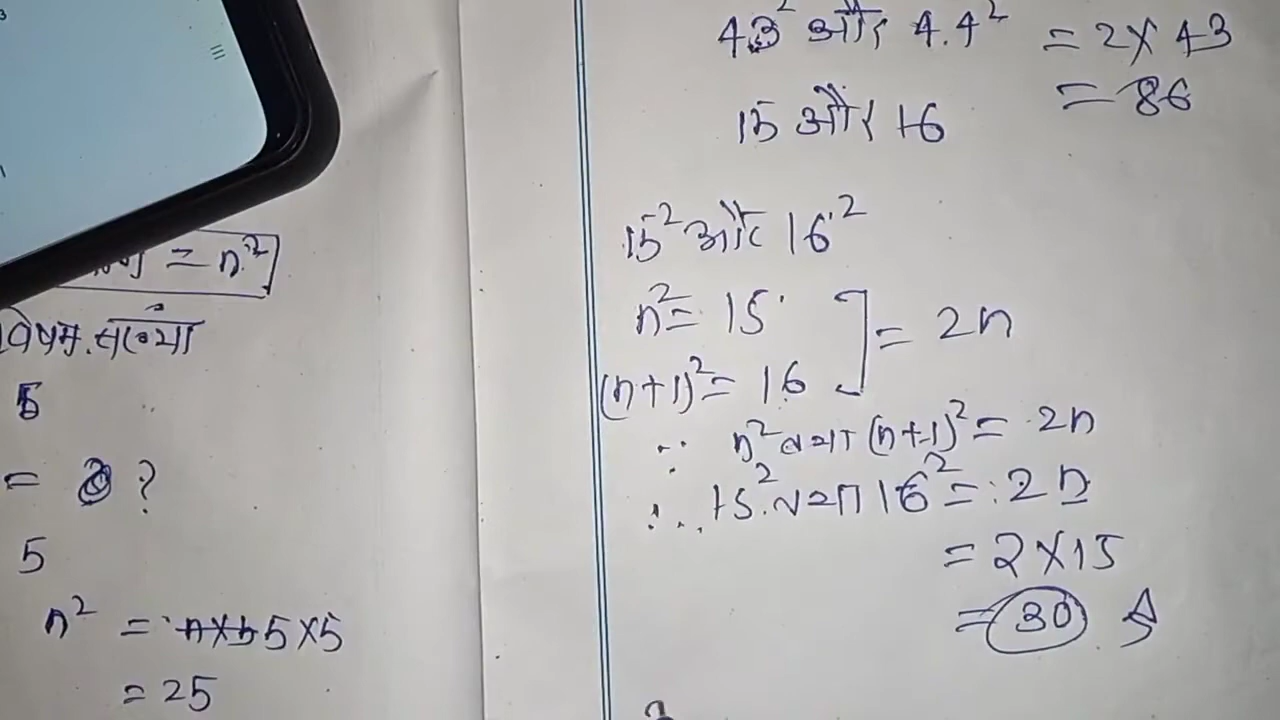 = n²
विषम संख्या
5
= ?
5
n² = n×n 5×5
= 25
43² और 44² = 2×43
= 86
15 और 16
15² और 16²
n² = 15
= 2n
(n+1)² = 16
∵ n² तथा (n+1)² = 2n
∴ 15² तथा 16² = 2n
= 2×15
= 30